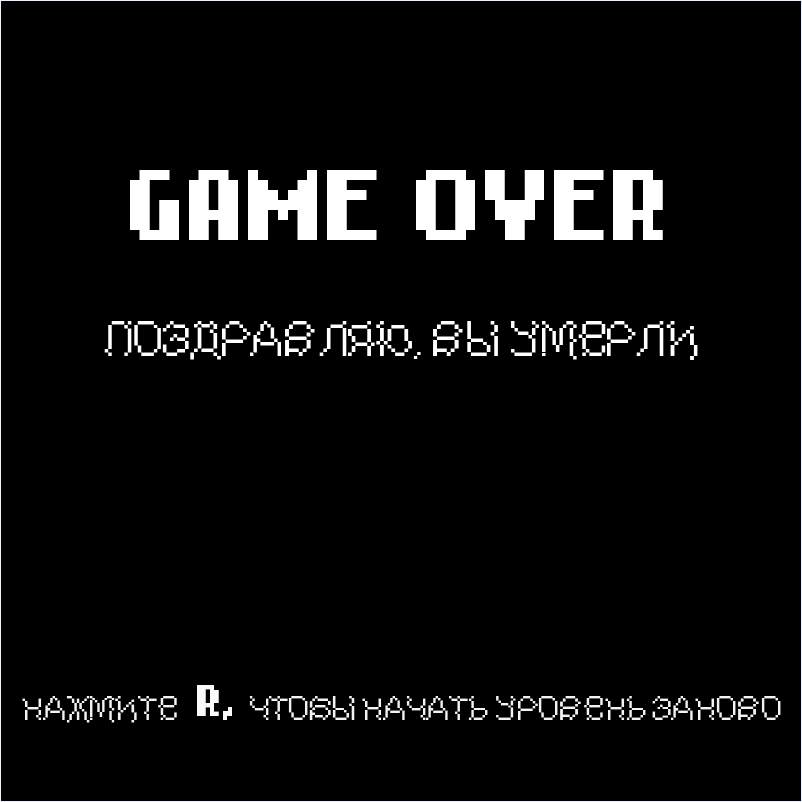 GAME OVER
ПОЗДРАВЛЯЮ, ВЫ УМЕРЛИ
НАЖМИТЕ R, ЧТОБЫ НАЧАТЬ УРОВЕНЬ ЗАНОВО